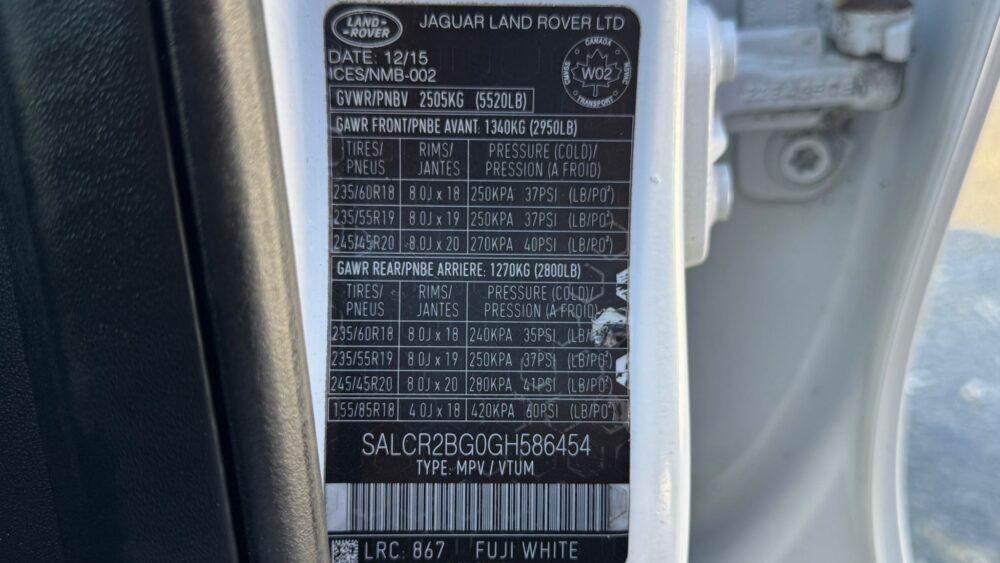 LAND-
-ROVER
JAGUAR LAND ROVER LTD
DATE: 12/15
ICES/NMB-002
CANADA
CMVSS
W02
NSVAC
TRANSPORT
GVWR/PNBV 2505KG (5520LB)
GAWR FRONT/PNBE AVANT: 1340KG (2950LB)
TIRES/ RIMS/ PRESSURE (COLD)/
PNEUS JANTES PRESSION (A FROID)
235/60R18 8.0J x 18 250KPA 37PSI (LB/PO²)
235/55R19 8.0J x 19 250KPA 37PSI (LB/PO²)
245/45R20 8.0J x 20 270KPA 40PSI (LB/PO²)
GAWR REAR/PNBE ARRIERE: 1270KG (2800LB)
TIRES/ RIMS/ PRESSURE (COLD)/
PNEUS JANTES PRESSION (A FROID)
235/60R18 8.0J x 18 240KPA 35PSI (LB/PO²)
235/55R19 8.0J x 19 250KPA 37PSI (LB/PO²)
245/45R20 8.0J x 20 280KPA 41PSI (LB/PO²)
155/85R18 4.0J x 18 420KPA 60PSI (LB/PO²)
SALCR2BG0GH586454
TYPE: MPV / VTUM
LRC: 867 FUJI WHITE